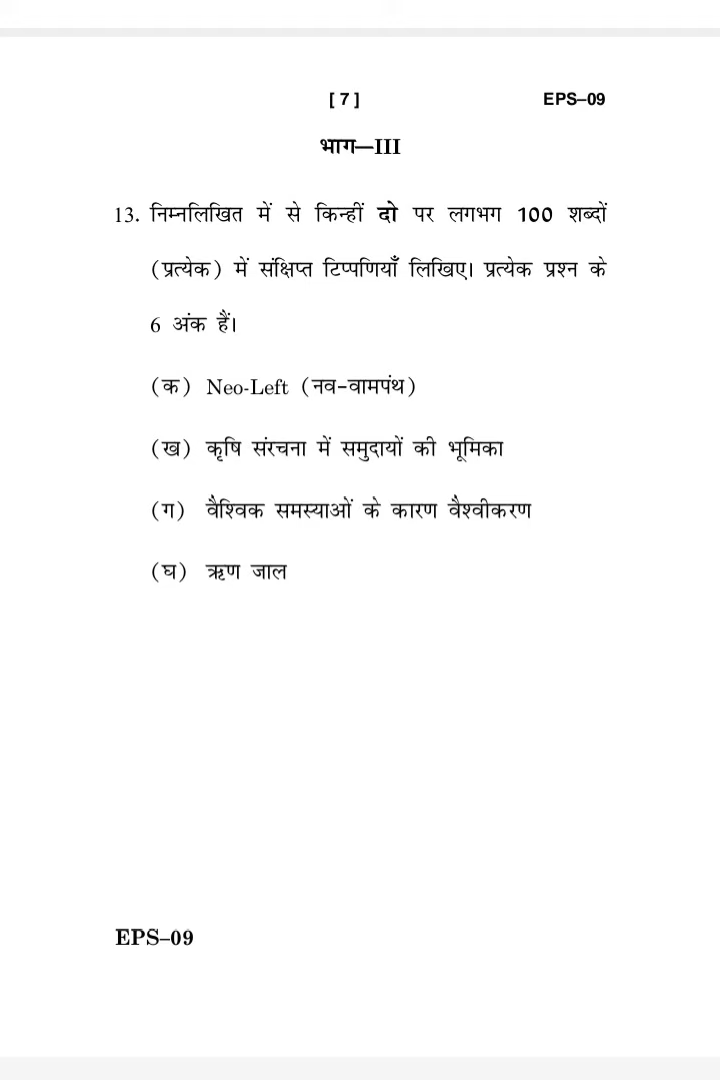 [ 7 ] EPS–09
भाग—III
13. निम्नलिखित में से किन्हीं दो पर लगभग 100 शब्दों
(प्रत्येक) में संक्षिप्त टिप्पणियाँ लिखिए। प्रत्येक प्रश्न के
6 अंक हैं।
(क) Neo-Left (नव-वामपंथ)
(ख) कृषि संरचना में समुदायों की भूमिका
(ग) वैश्विक समस्याओं के कारण वैश्वीकरण
(घ) ऋण जाल
EPS–09